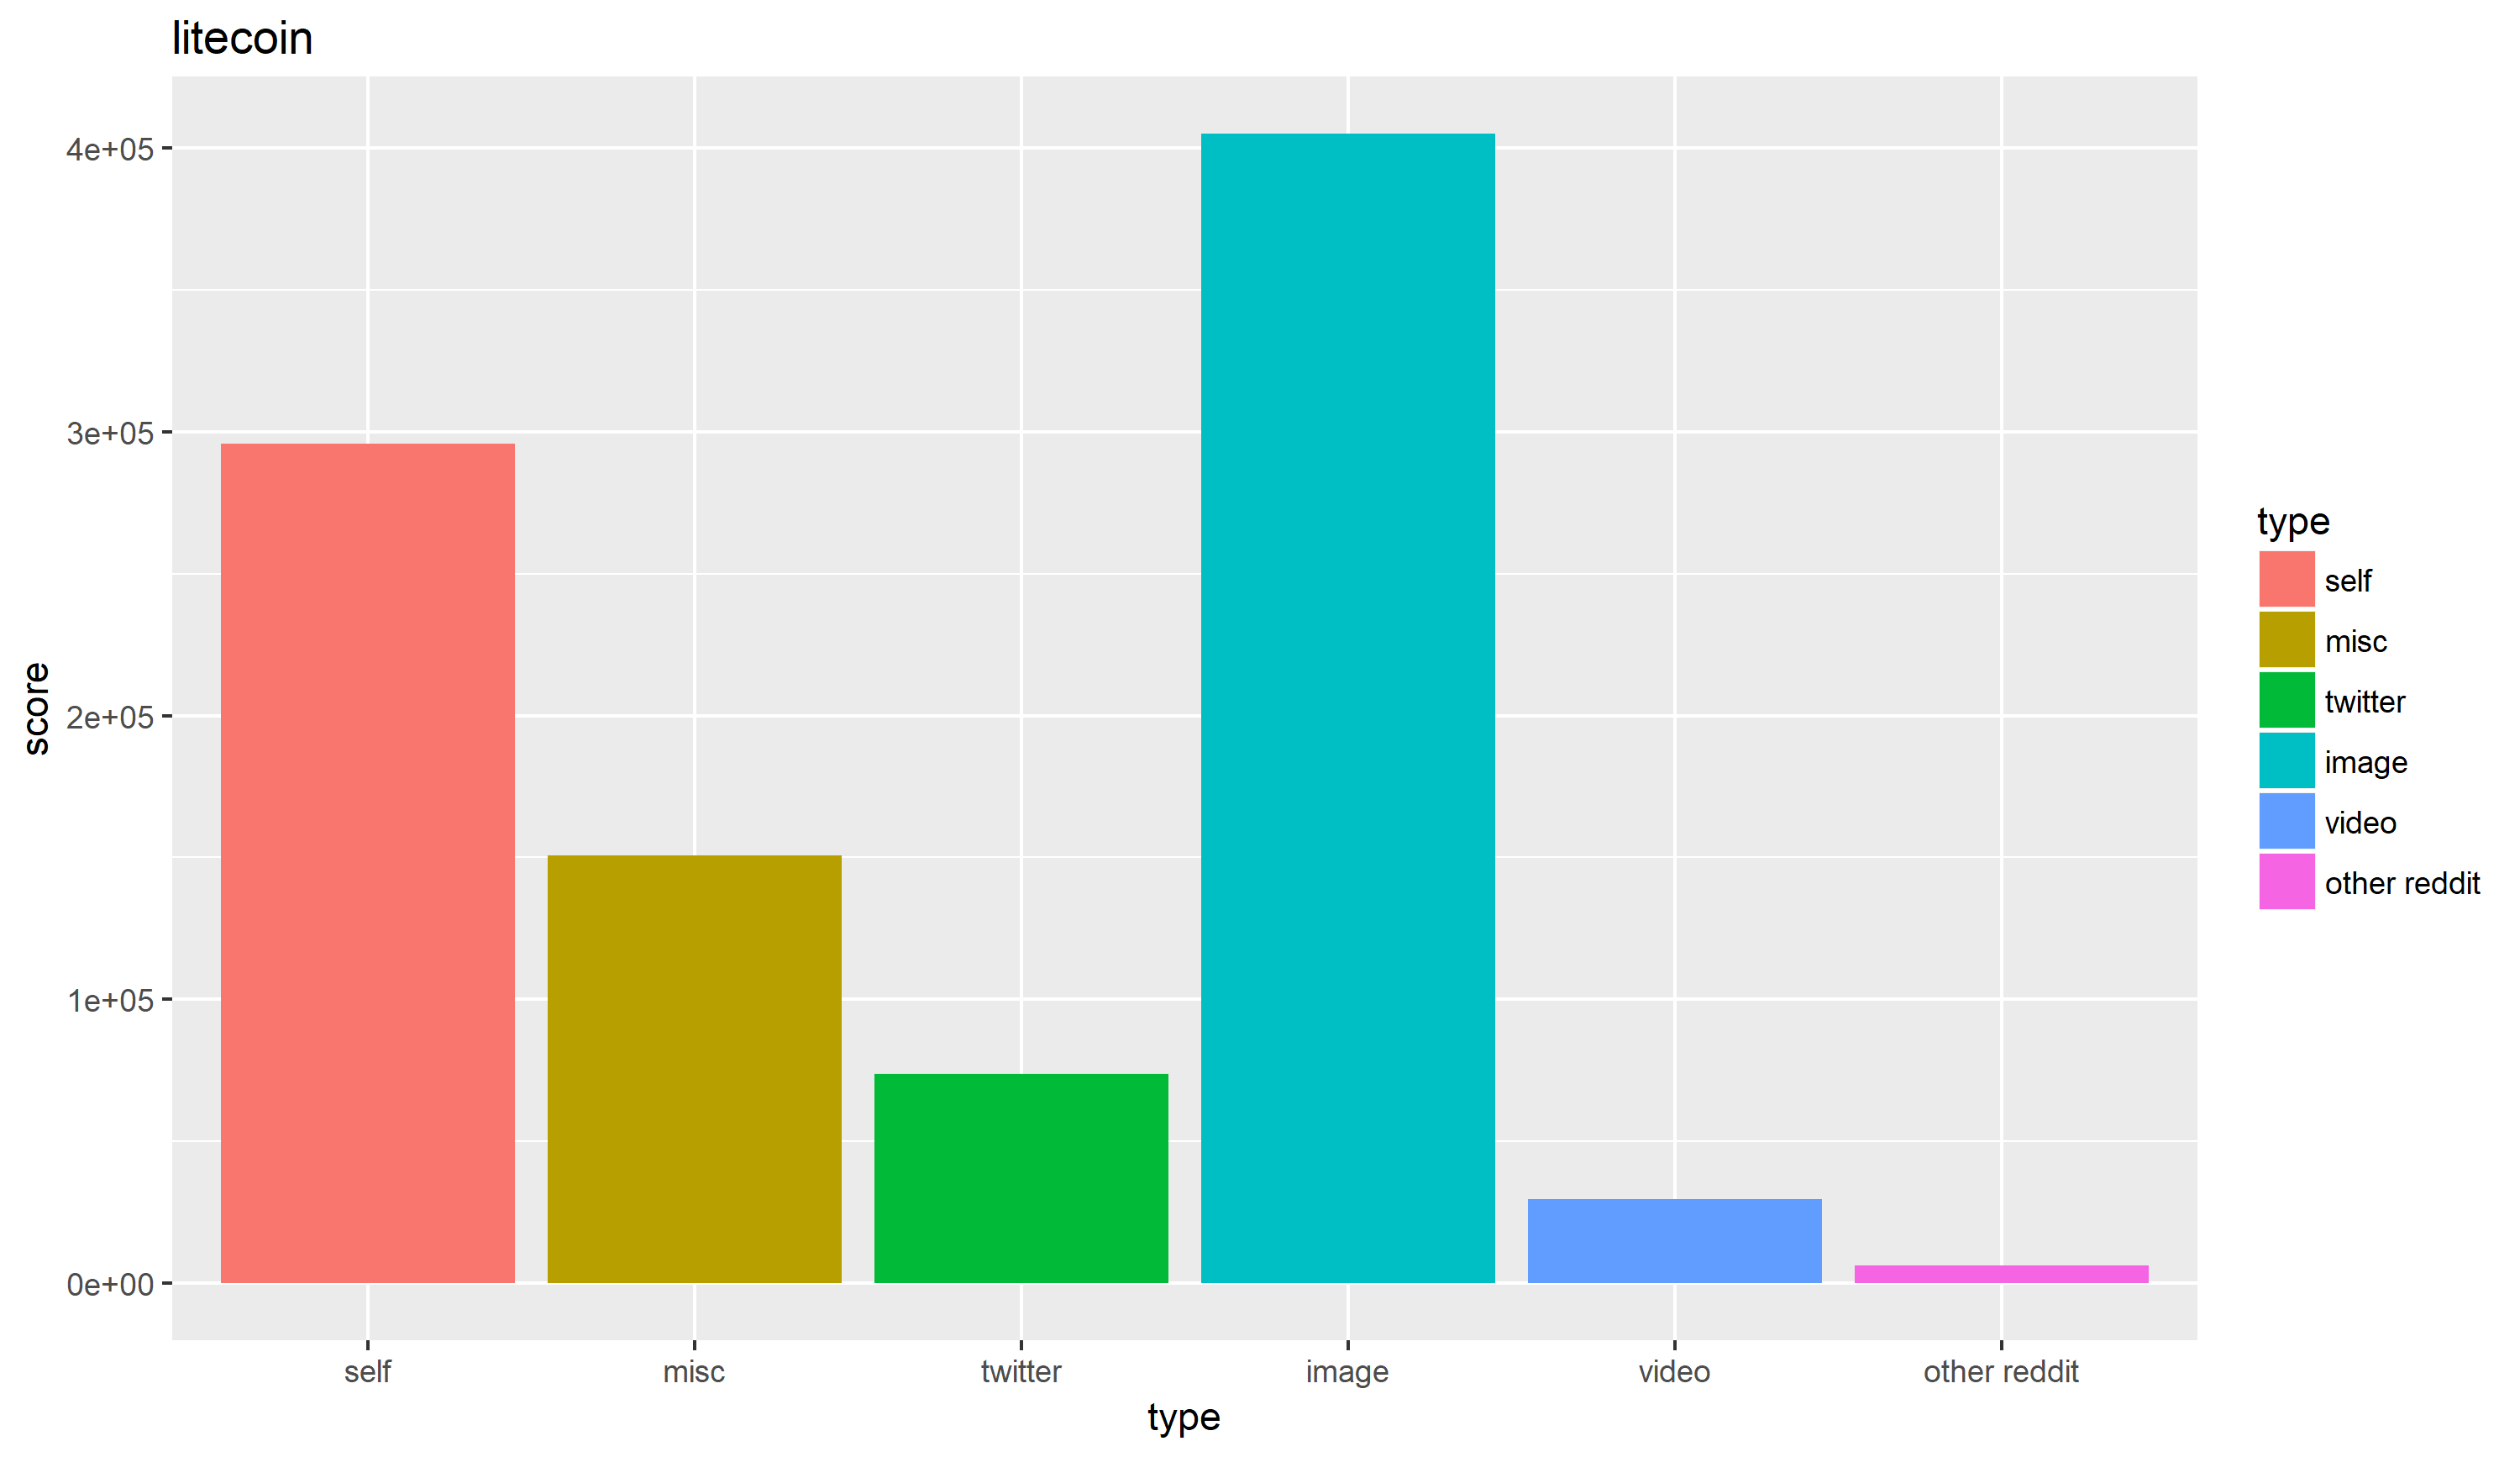 litecoin
4e+05
3e+05
2e+05
1e+05
0e+00
score
self misc twitter image video other reddit
type
type
self
misc
twitter
image
video
other reddit